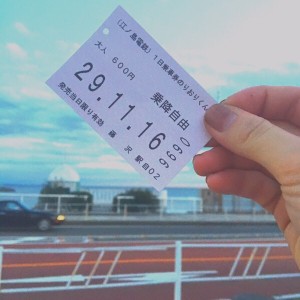 (江ノ島電鉄) 1日乗車券のりおりくん
大人 600円
乗降自由
29.11.16
0690
発売当日限り有効 藤沢駅自02